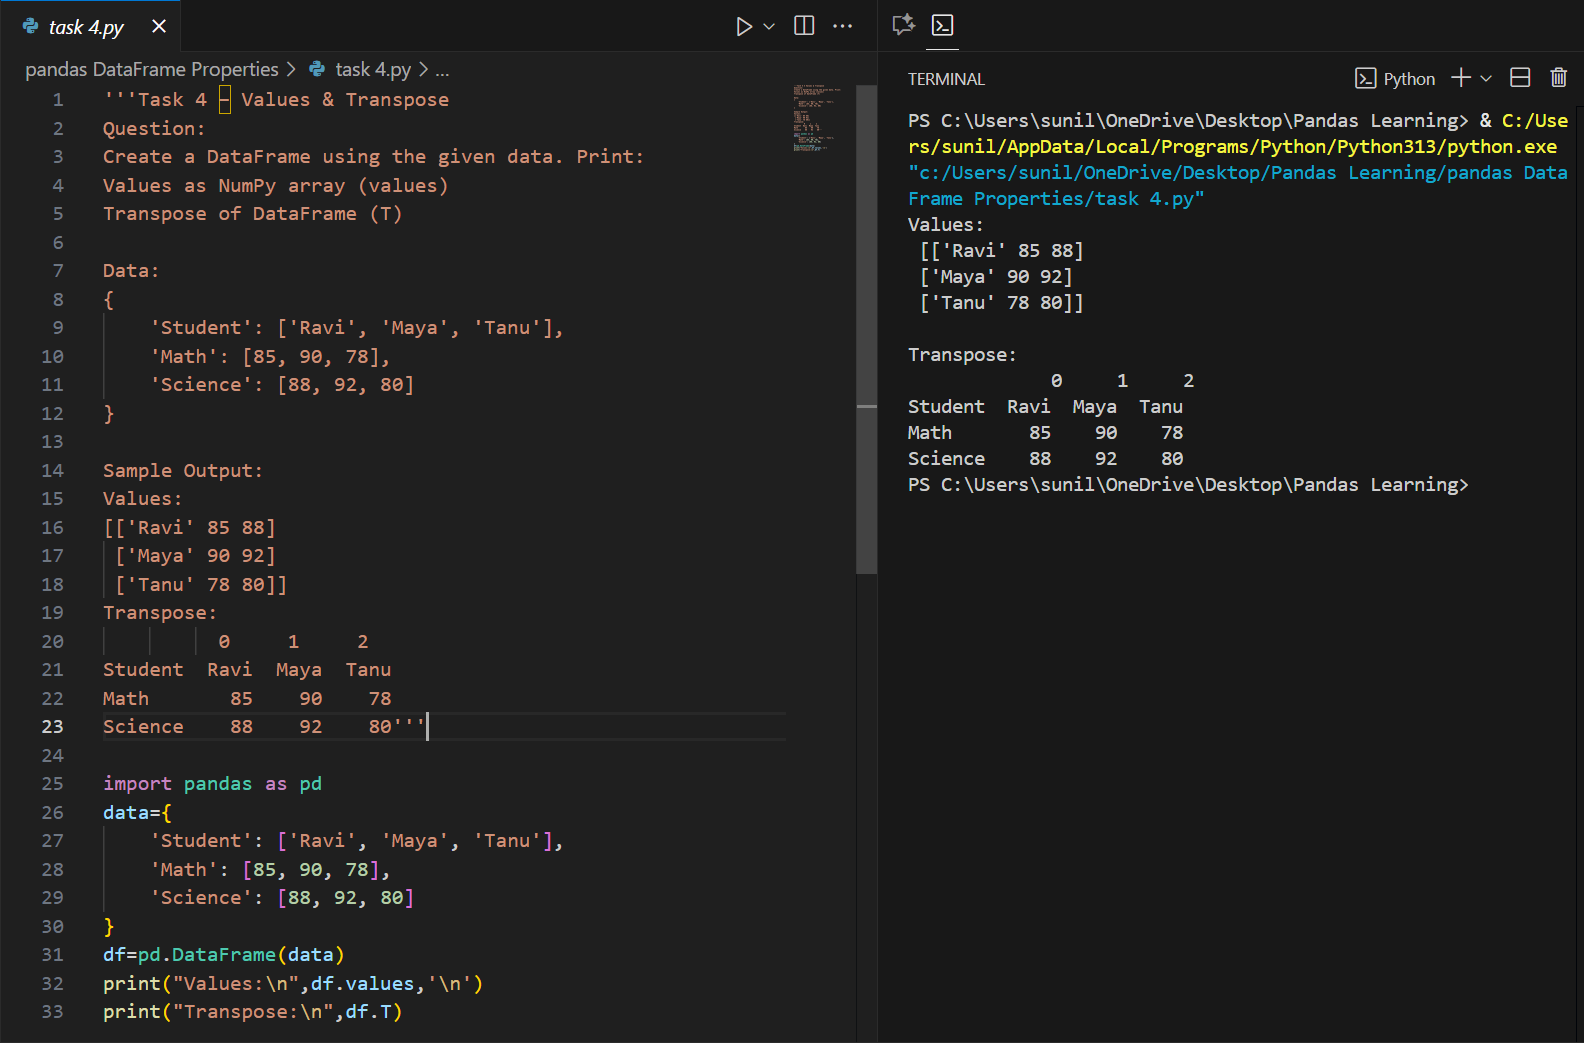 task 4.py
pandas DataFrame Properties > task 4.py > ...
1 '''Task 4 – Values & Transpose
2 Question:
3 Create a DataFrame using the given data. Print:
4 Values as NumPy array (values)
5 Transpose of DataFrame (T)
6
7 Data:
8 {
9     'Student': ['Ravi', 'Maya', 'Tanu'],
10     'Math': [85, 90, 78],
11     'Science': [88, 92, 80]
12 }
13
14 Sample Output:
15 Values:
16 [['Ravi' 85 88]
17  ['Maya' 90 92]
18  ['Tanu' 78 80]]
19 Transpose:
20           0     1     2
21 Student  Ravi  Maya  Tanu
22 Math       85    90    78
23 Science    88    92    80'''
24
25 import pandas as pd
26 data={
27     'Student': ['Ravi', 'Maya', 'Tanu'],
28     'Math': [85, 90, 78],
29     'Science': [88, 92, 80]
30 }
31 df=pd.DataFrame(data)
32 print("Values:\n",df.values,'\n')
33 print("Transpose:\n",df.T)
TERMINAL
Python
PS C:\Users\sunil\OneDrive\Desktop\Pandas Learning> & C:/Use
rs/sunil/AppData/Local/Programs/Python/Python313/python.exe
"c:/Users/sunil/OneDrive/Desktop/Pandas Learning/pandas Data
Frame Properties/task 4.py"
Values:
 [['Ravi' 85 88]
 ['Maya' 90 92]
 ['Tanu' 78 80]]

Transpose:
             0     1     2
Student  Ravi  Maya  Tanu
Math       85    90    78
Science    88    92    80
PS C:\Users\sunil\OneDrive\Desktop\Pandas Learning>